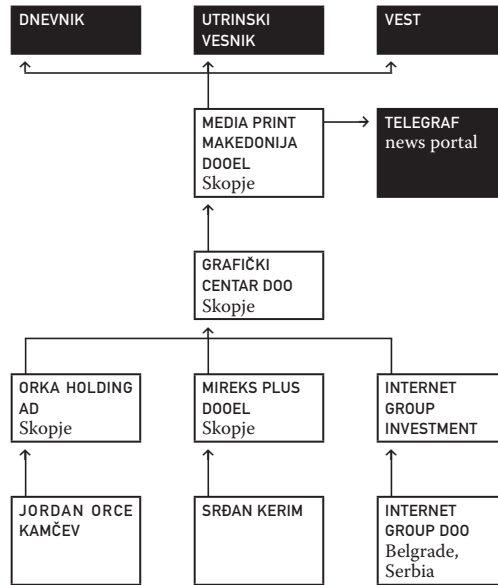 DNEVNIK
UTRINSKI
VESNIK
VEST
MEDIA PRINT
MAKEDONIJA
DOOEL
Skopje
TELEGRAF
news portal
GRAFIČKI
CENTAR DOO
Skopje
ORKA HOLDING
AD
Skopje
MIREKS PLUS
DOOEL
Skopje
INTERNET
GROUP
INVESTMENT
JORDAN ORCE
KAMČEV
SRĐAN KERIM
INTERNET
GROUP DOO
Belgrade,
Serbia